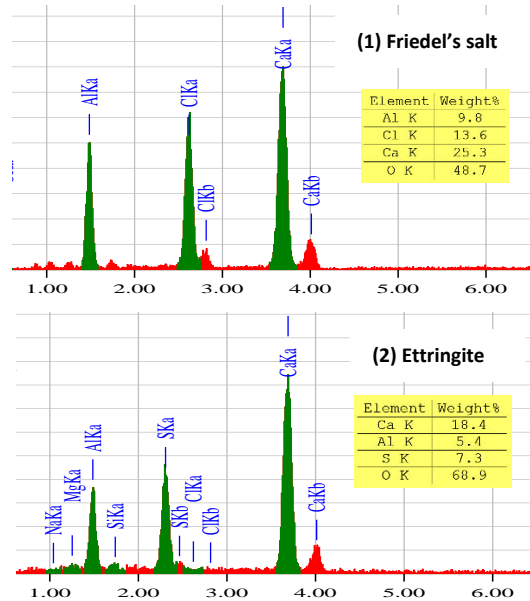 (1) Friedel's salt
CaKa
AlKa
ClKa
ClKb
CaKb
Element Weight%
Al K 9.8
Cl K 13.6
Ca K 25.3
O K 48.7
1.00 2.00 3.00 4.00 5.00 6.00
(2) Ettringite
CaKa
SKa
AlKa
NaKa
MgKa
SiKa
SKb
ClKa
ClKb
CaKb
Element Weight%
Ca K 18.4
Al K 5.4
S K 7.3
O K 68.9
1.00 2.00 3.00 4.00 5.00 6.00